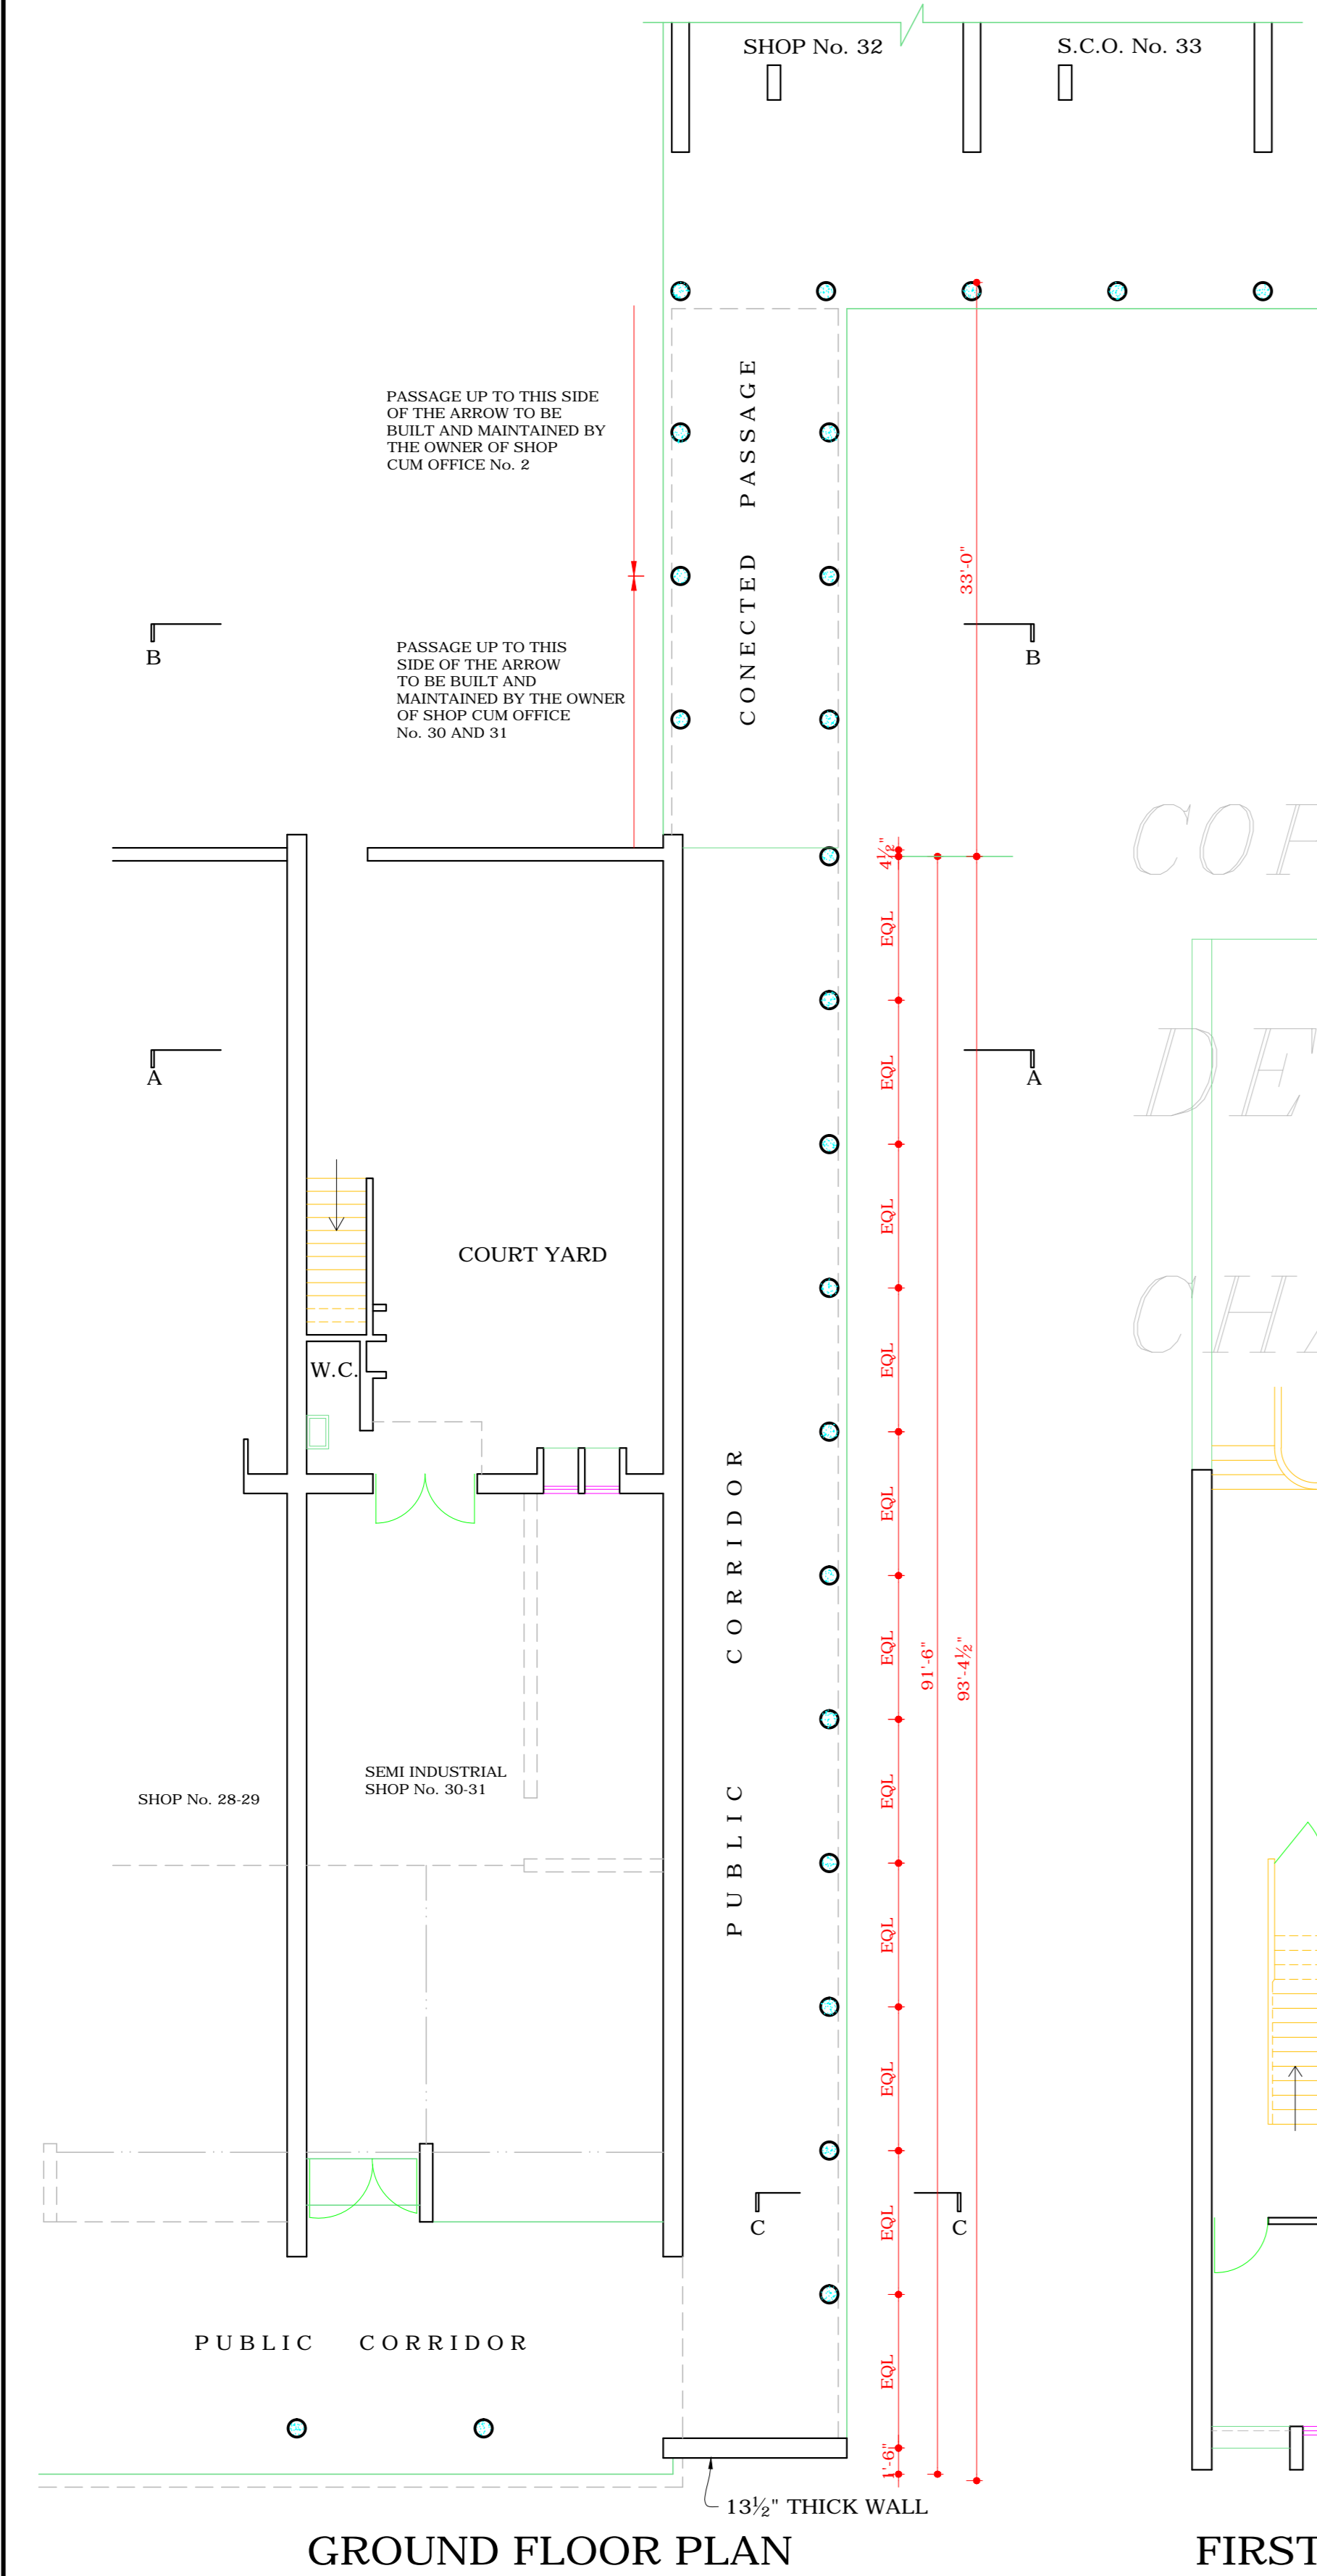 SHOP No. 32
S.C.O. No. 33
PASSAGE UP TO THIS SIDE
OF THE ARROW TO BE
BUILT AND MAINTAINED BY
THE OWNER OF SHOP
CUM OFFICE No. 2
CONECTED PASSAGE
33'-0"
B
B
PASSAGE UP TO THIS
SIDE OF THE ARROW
TO BE BUILT AND
MAINTAINED BY THE OWNER
OF SHOP CUM OFFICE
No. 30 AND 31
4½"
EQL
A
A
EQL
EQL
COURT YARD
EQL
W.C.
EQL
PUBLIC CORRIDOR
EQL
91'-6"
93'-4½"
SEMI INDUSTRIAL
SHOP No. 30-31
SHOP No. 28-29
EQL
EQL
EQL
EQL
C
C
EQL
PUBLIC CORRIDOR
1'-6"
13½" THICK WALL
GROUND FLOOR PLAN
FIRST
DE
CH